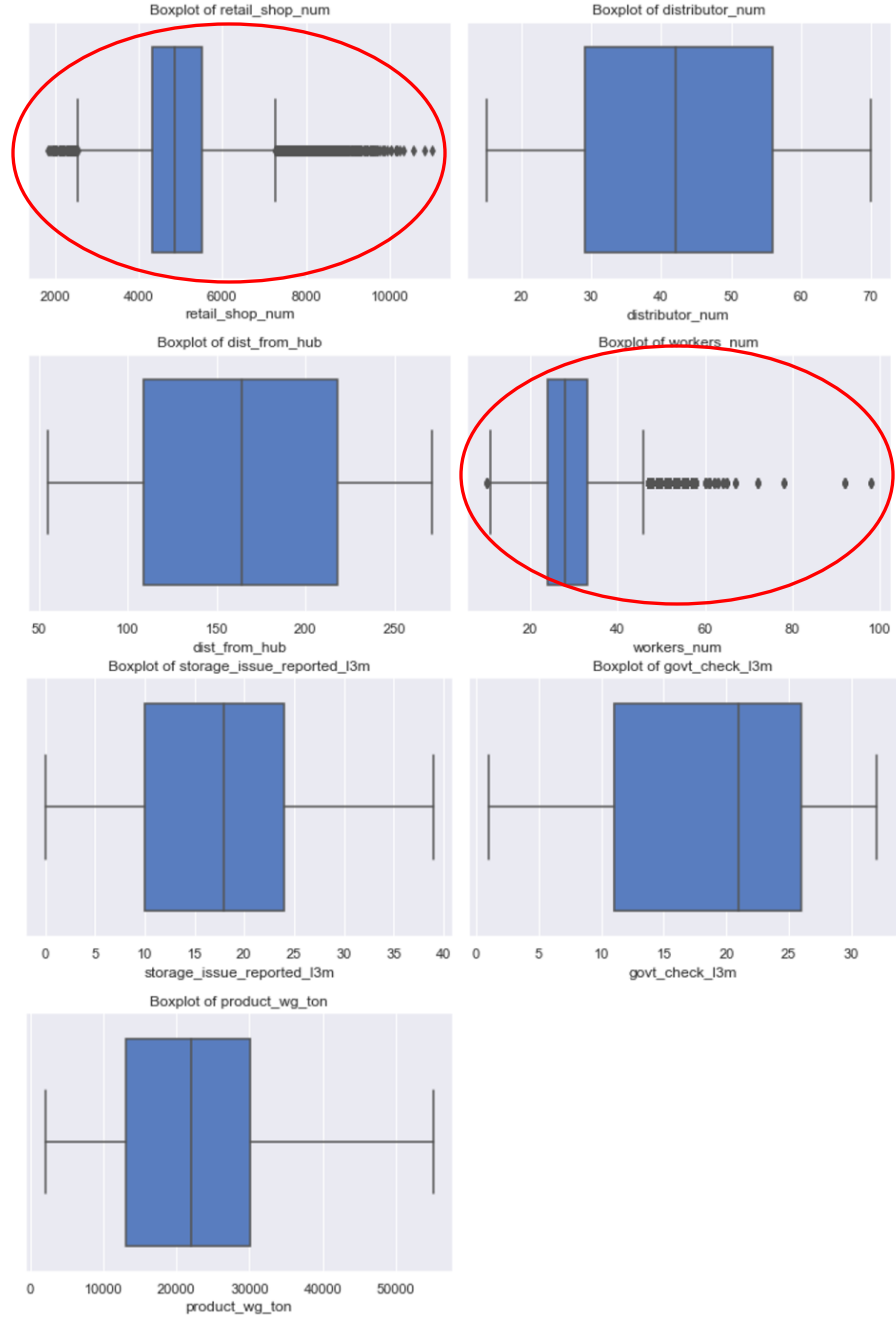 Boxplot of retail_shop_num
Boxplot of distributor_num
2000 4000 6000 8000 10000
20 30 40 50 60 70
retail_shop_num
distributor_num
Boxplot of dist_from_hub
Boxplot of workers_num
50 100 150 200 250
20 40 60 80 100
dist_from_hub
workers_num
Boxplot of storage_issue_reported_l3m
Boxplot of govt_check_l3m
0 5 10 15 20 25 30 35 40
0 5 10 15 20 25 30
storage_issue_reported_l3m
govt_check_l3m
Boxplot of product_wg_ton
0 10000 20000 30000 40000 50000
product_wg_ton